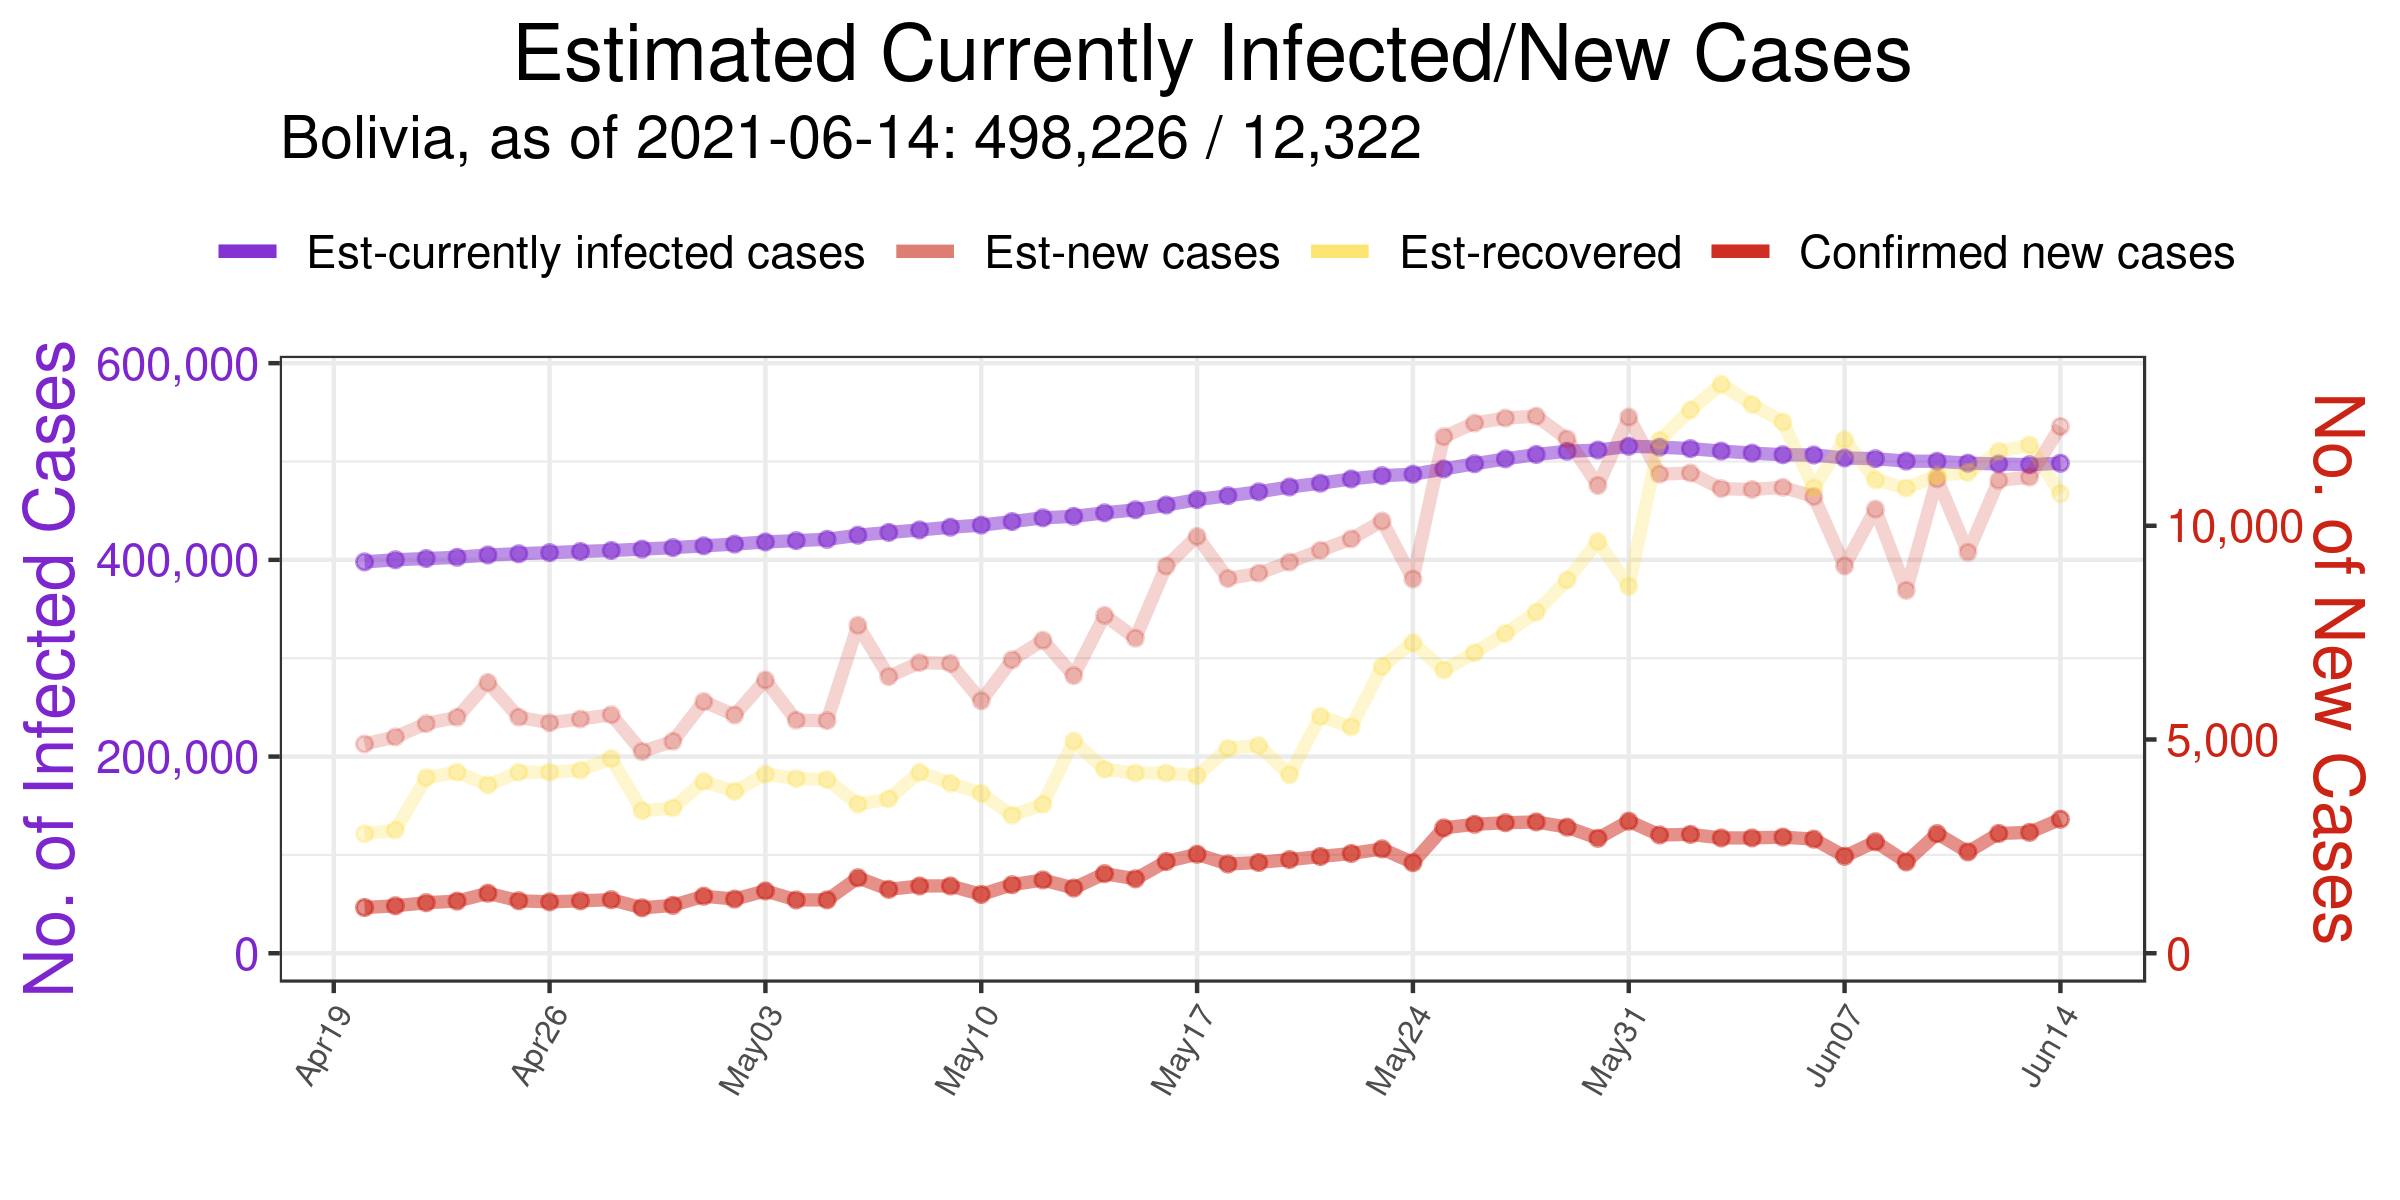 Estimated Currently Infected/New Cases
Bolivia, as of 2021-06-14: 498,226 / 12,322
Est-currently infected cases
Est-new cases
Est-recovered
Confirmed new cases
No. of Infected Cases
600,000
400,000
200,000
0
10,000
5,000
0
No. of New Cases
Apr19
Apr26
May03
May10
May17
May24
May31
Jun07
Jun14